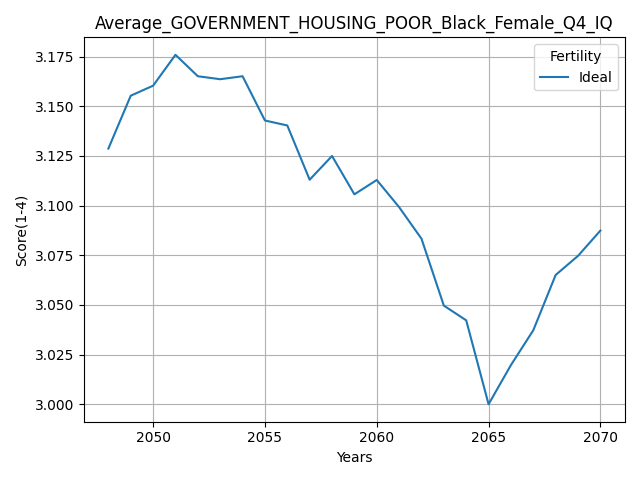 Average_GOVERNMENT_HOUSING_POOR_Black_Female_Q4_IQ
Fertility
Ideal
3.175
3.150
3.125
3.100
3.075
3.050
3.025
3.000
Score(1-4)
2050 2055 2060 2065 2070
Years